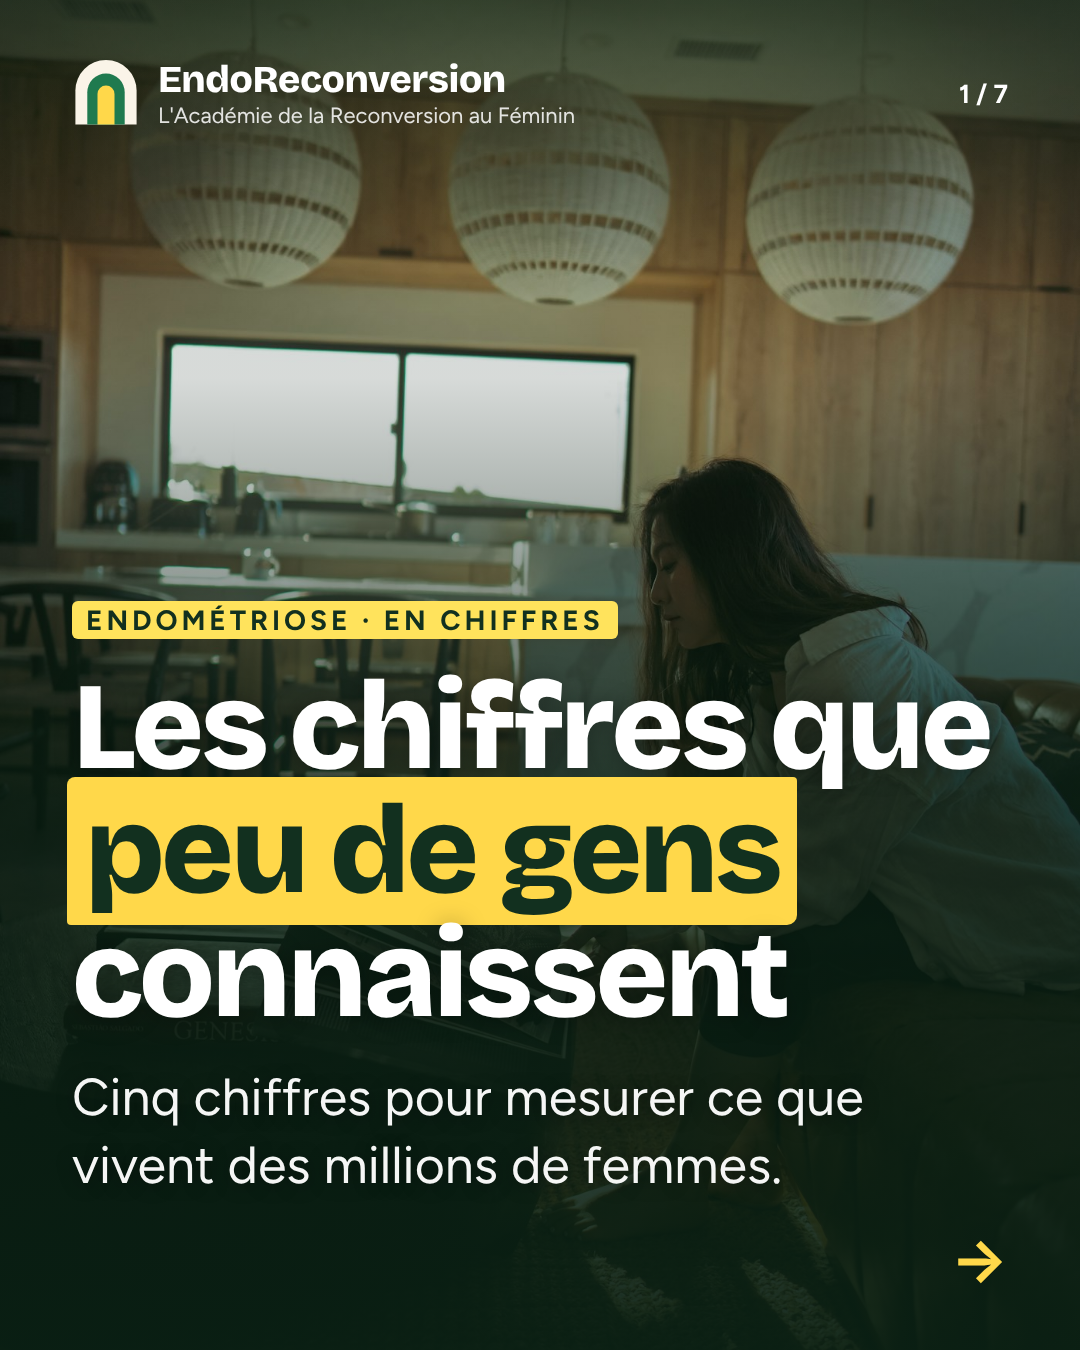 EndoReconversion
L'Académie de la Reconversion au Féminin
1 / 7
ENDOMÉTRIOSE · EN CHIFFRES
Les chiffres que
peu de gens
connaissent
Cinq chiffres pour mesurer ce que
vivent des millions de femmes.